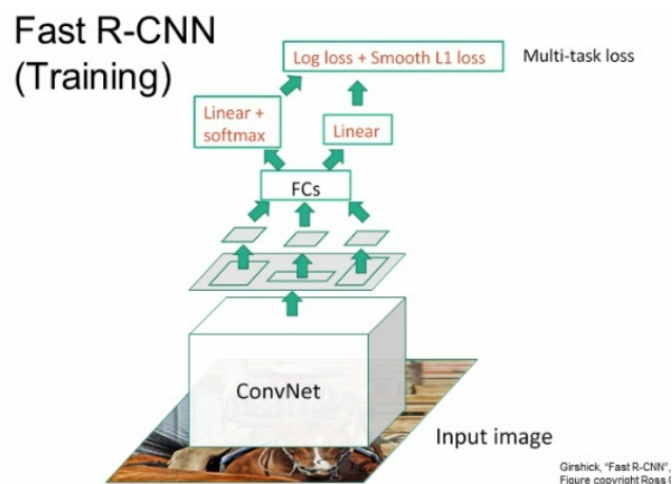 Fast R-CNN
(Training)
Log loss + Smooth L1 loss
Multi-task loss
Linear +
softmax
Linear
FCs
ConvNet
Input image
Girshick, "Fast R-CNN",
Figure copyright Ross